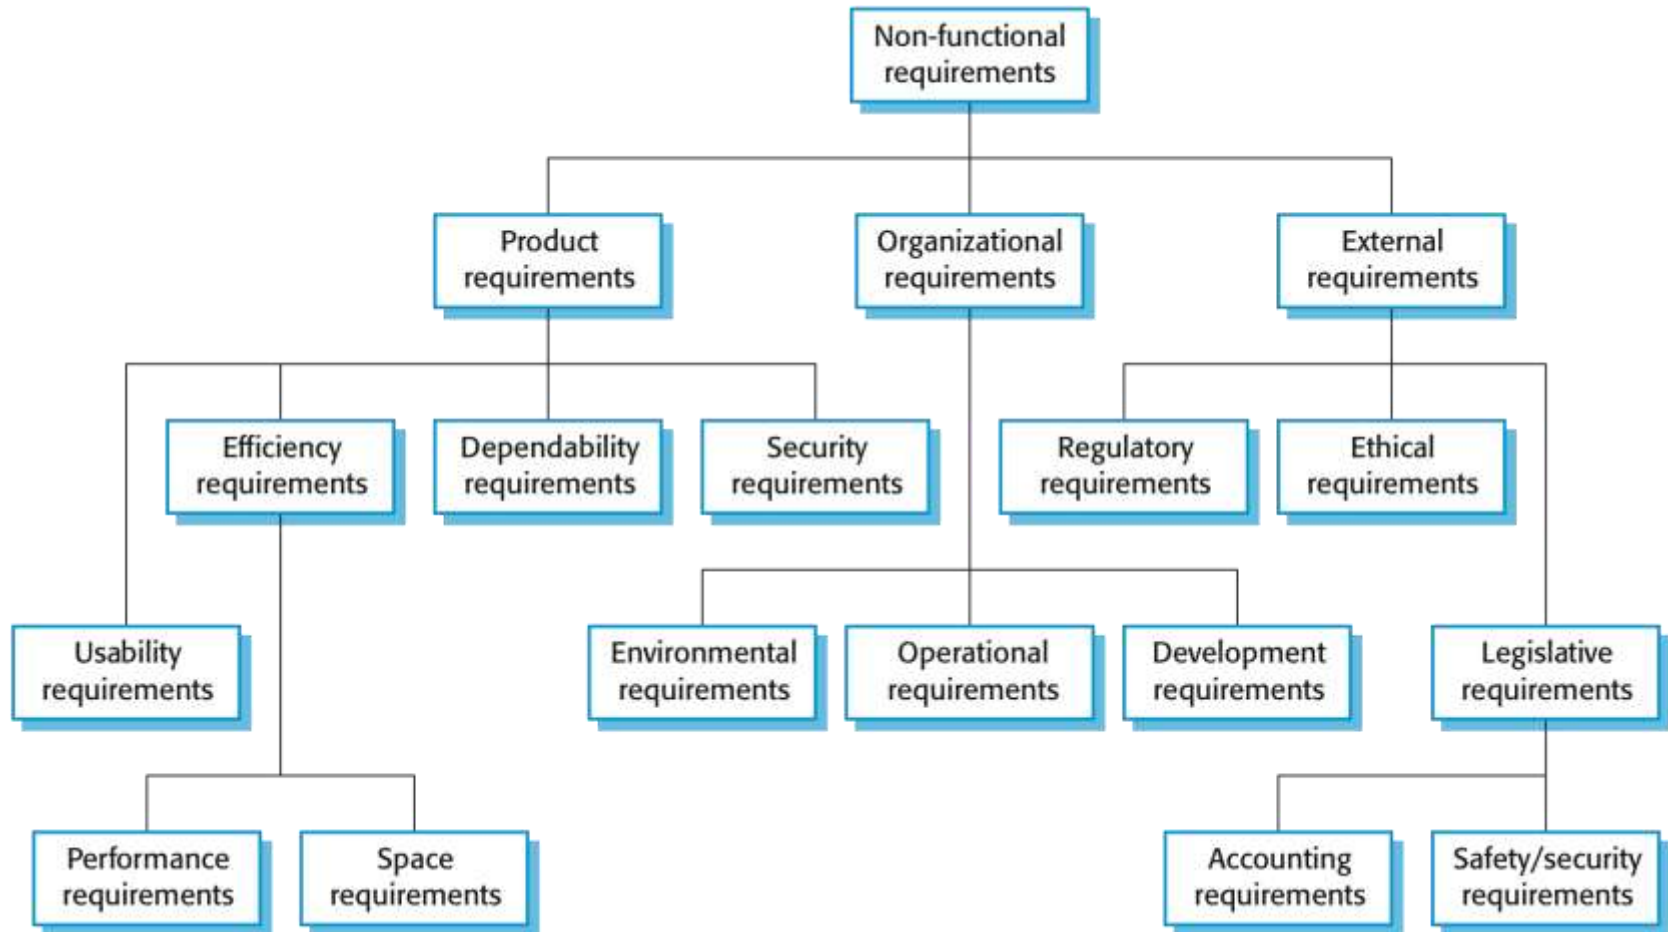 Non-functional
requirements
Product
requirements
Organizational
requirements
External
requirements
Efficiency
requirements
Dependability
requirements
Security
requirements
Regulatory
requirements
Ethical
requirements
Usability
requirements
Environmental
requirements
Operational
requirements
Development
requirements
Legislative
requirements
Performance
requirements
Space
requirements
Accounting
requirements
Safety/security
requirements